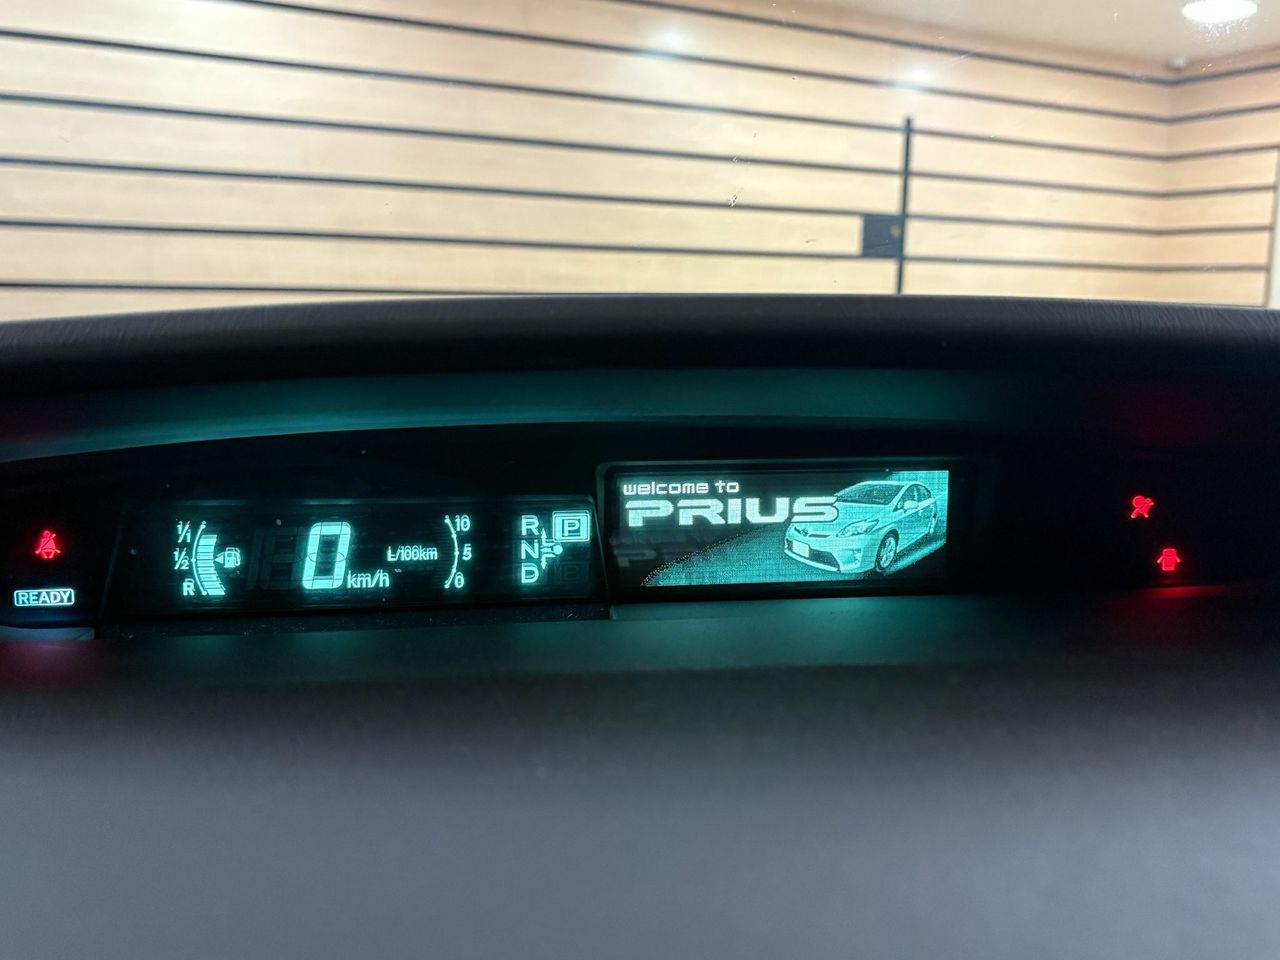 READY
1/1
1/2
R
0
km/h
L/100km
10
5
0
R
N
D
P
welcome to
PRIUS